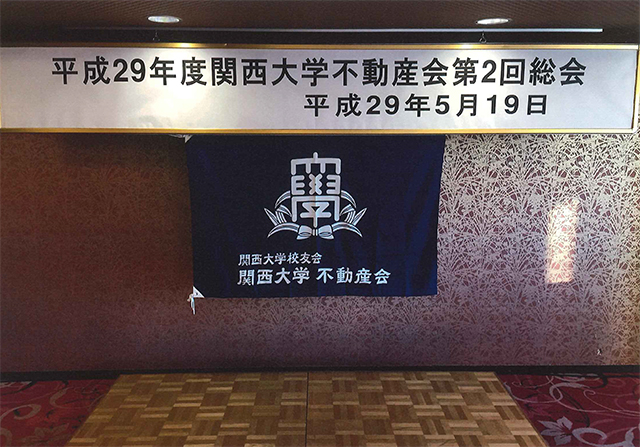 平成29年度関西大学不動産会第2回総会
平成29年5月19日
関西大学校友会
関西大学 不動産会